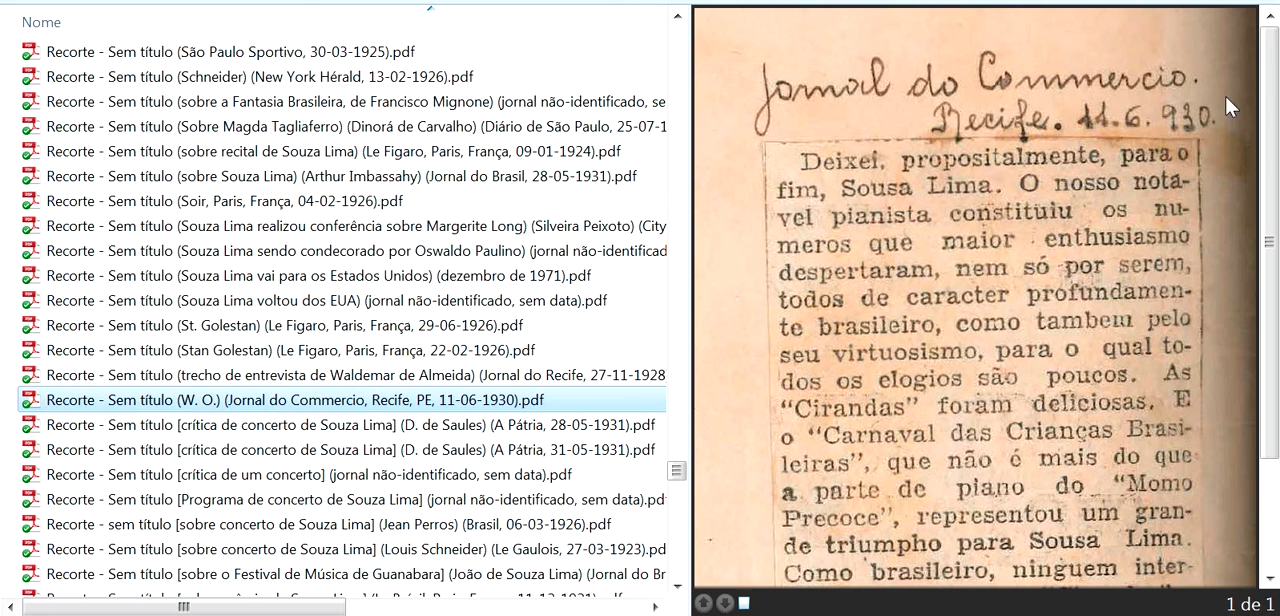 Nome
Recorte - Sem título (São Paulo Sportivo, 30-03-1925).pdf
Recorte - Sem título (Schneider) (New York Hérald, 13-02-1926).pdf
Recorte - Sem título (sobre a Fantasia Brasileira, de Francisco Mignone) (jornal não-identificado, se
Recorte - Sem título (Sobre Magda Tagliaferro) (Dinorá de Carvalho) (Diário de São Paulo, 25-07-1
Recorte - Sem título (sobre recital de Souza Lima) (Le Figaro, Paris, França, 09-01-1924).pdf
Recorte - Sem título (sobre Souza Lima) (Arthur Imbassahy) (Jornal do Brasil, 28-05-1931).pdf
Recorte - Sem título (Soir, Paris, França, 04-02-1926).pdf
Recorte - Sem título (Souza Lima realizou conferência sobre Margerite Long) (Silveira Peixoto) (City
Recorte - Sem título (Souza Lima sendo condecorado por Oswaldo Paulino) (jornal não-identificad
Recorte - Sem título (Souza Lima vai para os Estados Unidos) (dezembro de 1971).pdf
Recorte - Sem título (Souza Lima voltou dos EUA) (jornal não-identificado, sem data).pdf
Recorte - Sem título (St. Golestan) (Le Figaro, Paris, França, 29-06-1926).pdf
Recorte - Sem título (Stan Golestan) (Le Figaro, Paris, França, 22-02-1926).pdf
Recorte - Sem título (trecho de entrevista de Waldemar de Almeida) (Jornal do Recife, 27-11-1928
Recorte - Sem título (W. O.) (Jornal do Commercio, Recife, PE, 11-06-1930).pdf
Recorte - Sem título [crítica de concerto de Souza Lima] (D. de Saules) (A Pátria, 28-05-1931).pdf
Recorte - Sem título [crítica de concerto de Souza Lima] (D. de Saules) (A Pátria, 31-05-1931).pdf
Recorte - Sem título [crítica de um concerto] (jornal não-identificado, sem data).pdf
Recorte - Sem título [Programa de concerto de Souza Lima] (jornal não-identificado, sem data).pd
Recorte - sem título [sobre concerto de Souza Lima] (Jean Perros) (Brasil, 06-03-1926).pdf
Recorte - Sem título [sobre concerto de Souza Lima] (Louis Schneider) (Le Gaulois, 27-03-1923).pd
Recorte - Sem título [sobre o Festival de Música de Guanabara] (João de Souza Lima) (Jornal do Br
Jornal do Commercio.
Recife. 11.6.930.
Deixei, propositalmente, para o
fim, Sousa Lima. O nosso nota-
vel pianista constituiu os nu-
meros que maior enthusiasmo
despertaram, nem só por serem,
todos de caracter profundamen-
te brasileiro, como tambem pelo
seu virtuosismo, para o qual to-
dos os elogios são poucos. As
"Cirandas" foram deliciosas. E
o "Carnaval das Crianças Brasi-
leiras", que não é mais do que
a parte de piano do "Momo
Precoce", representou um gran-
de triumpho para Sousa Lima.
Como brasileiro, ninguem inter-
1 de 1